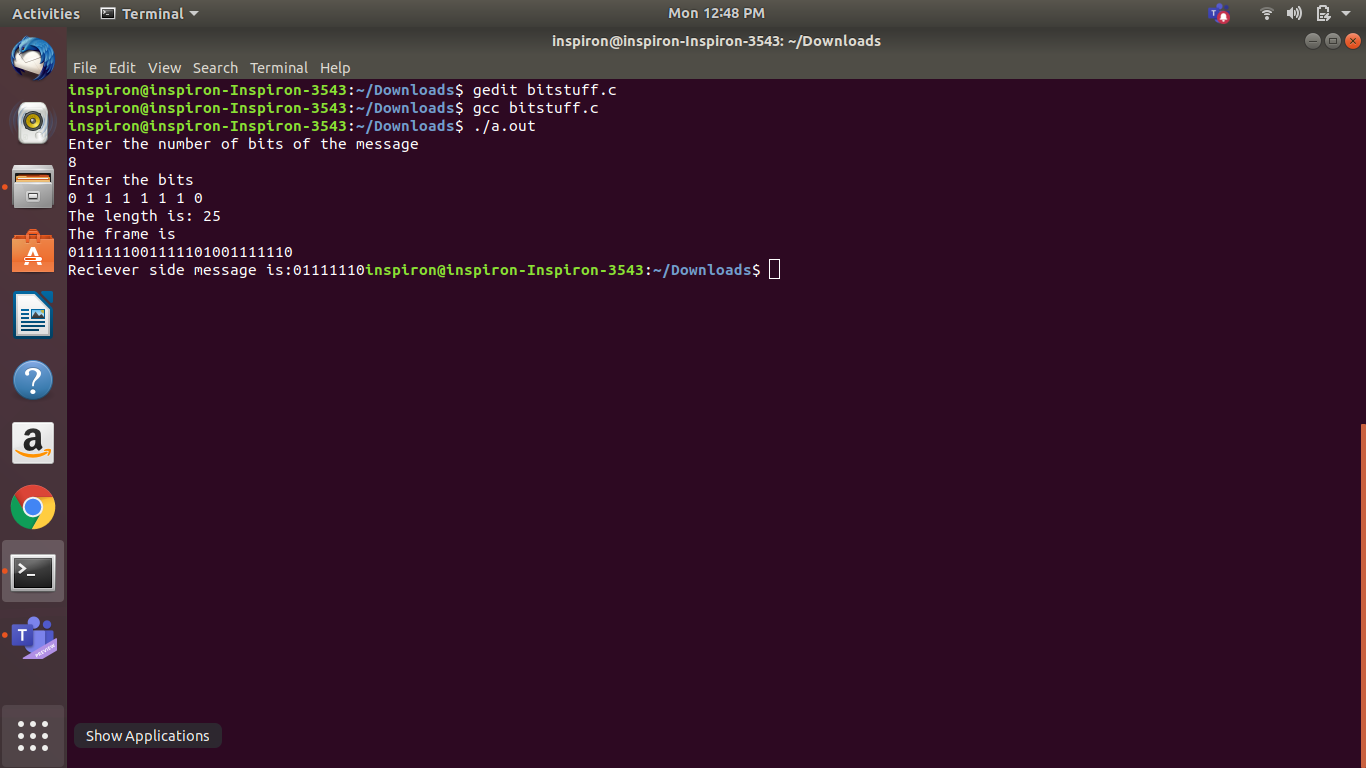 Activities Terminal Mon 12:48 PM
inspiron@inspiron-Inspiron-3543: ~/Downloads
File Edit View Search Terminal Help
inspiron@inspiron-Inspiron-3543:~/Downloads$ gedit bitstuff.c
inspiron@inspiron-Inspiron-3543:~/Downloads$ gcc bitstuff.c
inspiron@inspiron-Inspiron-3543:~/Downloads$ ./a.out
Enter the number of bits of the message
8
Enter the bits
0 1 1 1 1 1 1 0
The length is: 25
The frame is
0111111001111101001111110
Reciever side message is:01111110inspiron@inspiron-Inspiron-3543:~/Downloads$
T
A
?
a
>_
T
PREVIEW
Show Applications